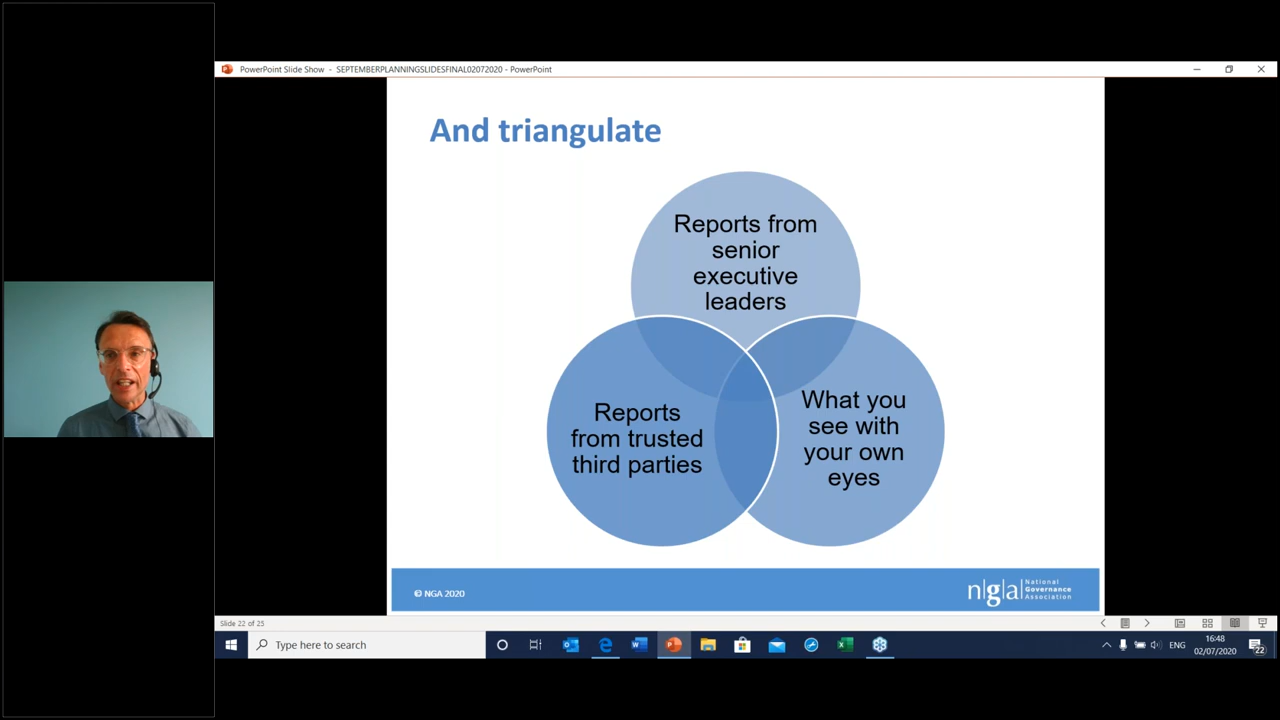 PowerPoint Slide Show - SEPTEMBERPLANNINGSLIDESFINAL02072020 - PowerPoint
And triangulate
Reports from
senior
executive
leaders
Reports
from trusted
third parties
What you
see with
your own
eyes
© NGA 2020
n|g|a
National
Governance
Association
Slide 22 of 25
Type here to search
ENG
16:48
02/07/2020
22